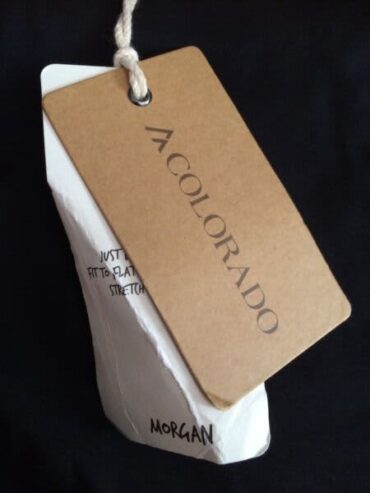 COLORADO
JUST
FIT TO FLAT
STRETCH
MORGAN